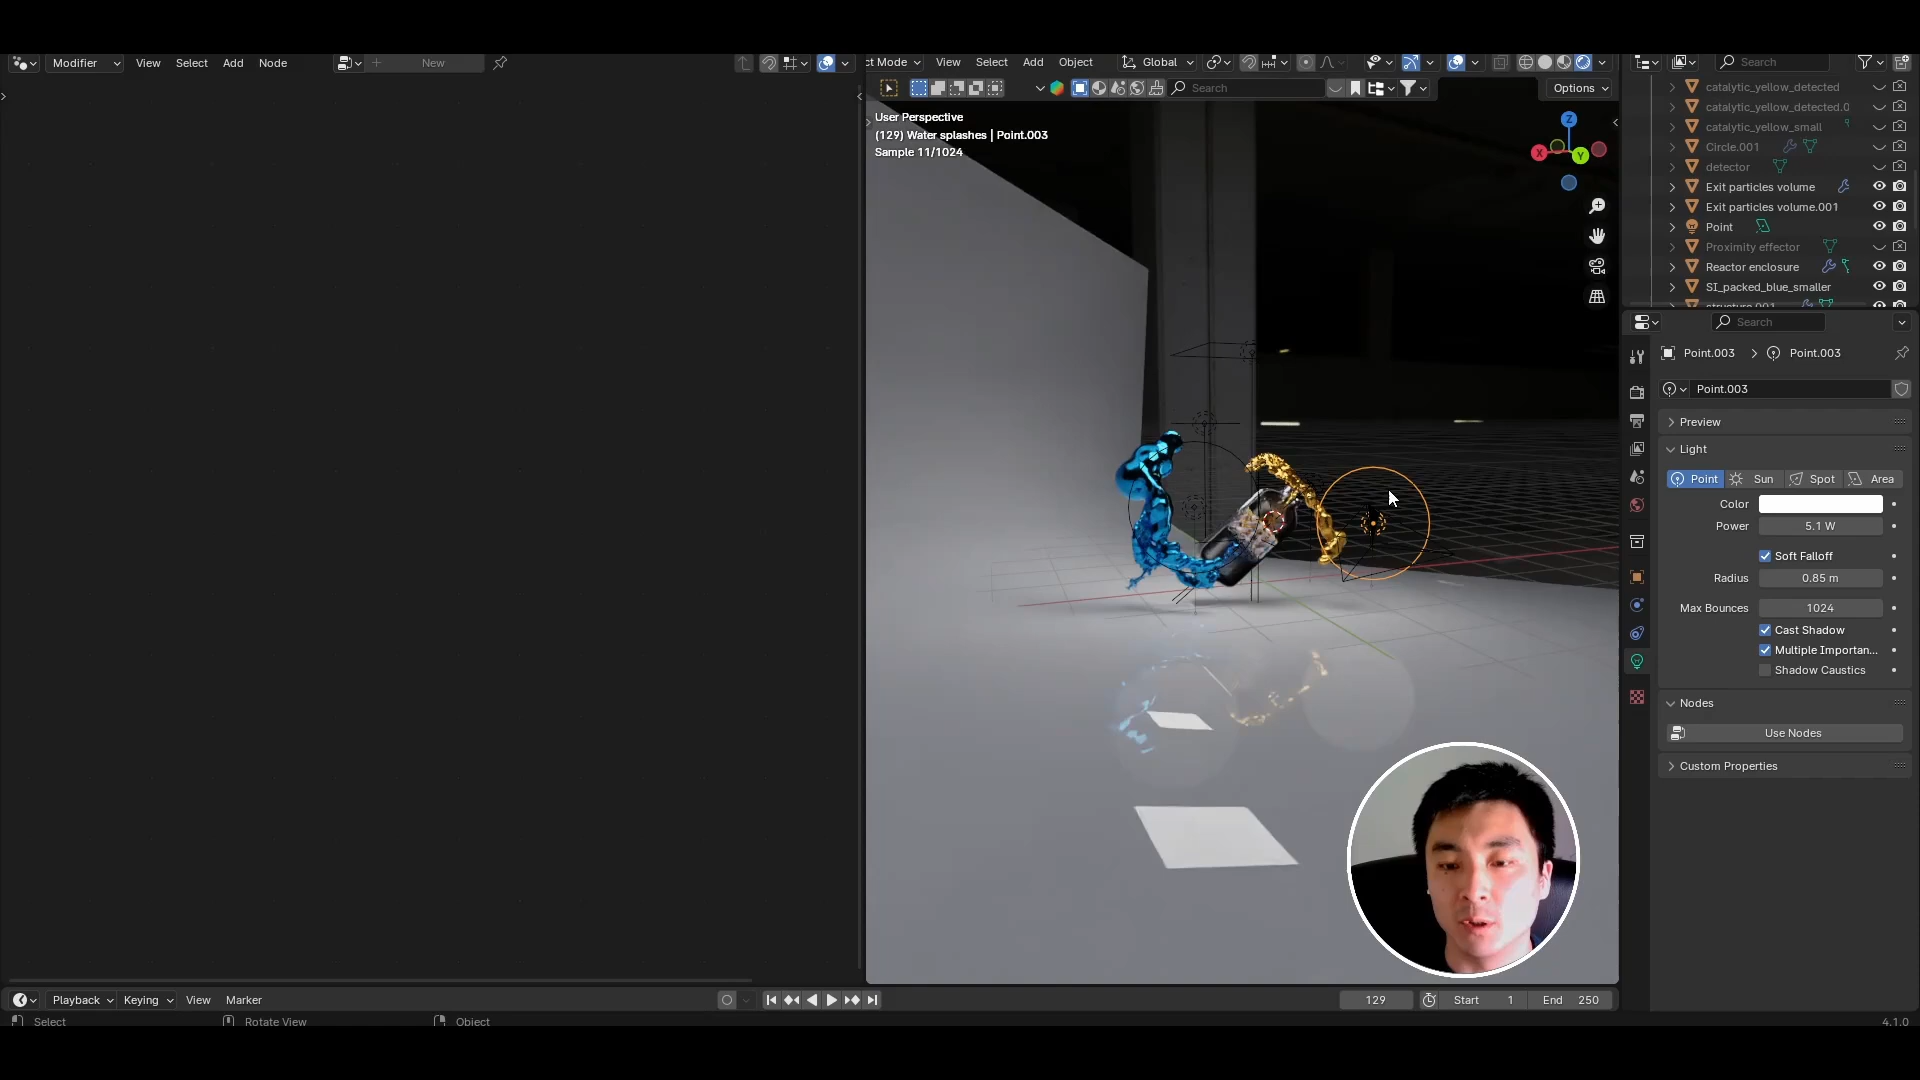 Modifier View Select Add Node New
ct Mode View Select Add Object Global
Search
Search Options
User Perspective
(129) Water splashes | Point.003
Sample 11/1024
Z
X
Y
catalytic_yellow_detected
catalytic_yellow_detected.0
catalytic_yellow_small
Circle.001
detector
Exit particles volume
Exit particles volume.001
Point
Proximity effector
Reactor enclosure
SI_packed_blue_smaller
structure.001
Search
Point.003 Point.003
Point.003
Preview
Light
Point Sun Spot Area
Color
Power 5.1 W
Soft Falloff
Radius 0.85 m
Max Bounces 1024
Cast Shadow
Multiple Importan...
Shadow Caustics
Nodes
Use Nodes
Custom Properties
Playback Keying View Marker 129 Start 1 End 250
Select Rotate View Object 4.1.0